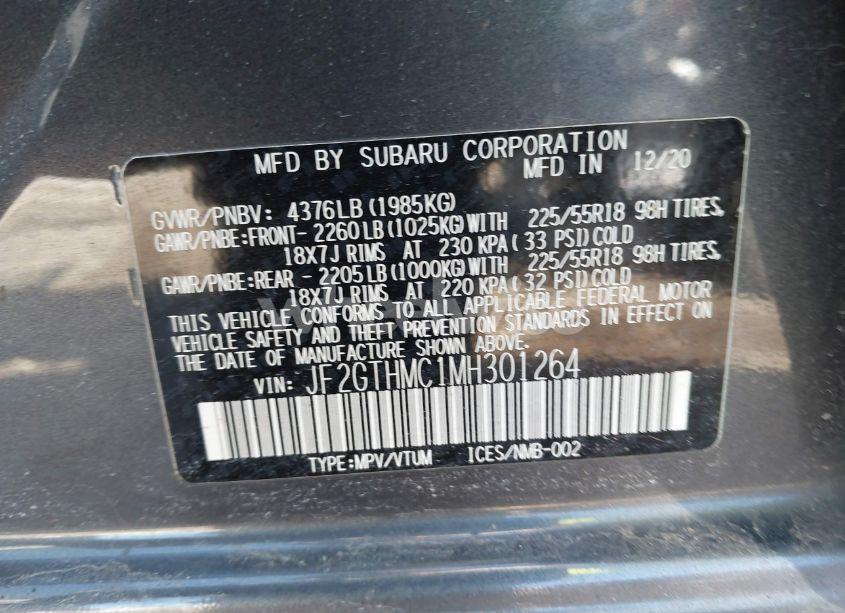 MFD BY SUBARU CORPORATION
MFD IN 12/20
GVWR/PNBV: 4376LB (1985KG)
GAWR/PNBE:FRONT- 2260LB (1025KG) WITH 225/55R18 98H TIRES,
18X7J RIMS AT 230 KPA ( 33 PSI) COLD
GAWR/PNBE:REAR - 2205LB (1000KG) WITH 225/55R18 98H TIRES,
18X7J RIMS AT 220 KPA ( 32 PSI) COLD
THIS VEHICLE CONFORMS TO ALL APPLICABLE FEDERAL MOTOR
VEHICLE SAFETY AND THEFT PREVENTION STANDARDS IN EFFECT ON
THE DATE OF MANUFACTURE SHOWN ABOVE.
VIN: JF2GTHMC1MH301264
TYPE:MPV/VTUM ICES/NMB-002